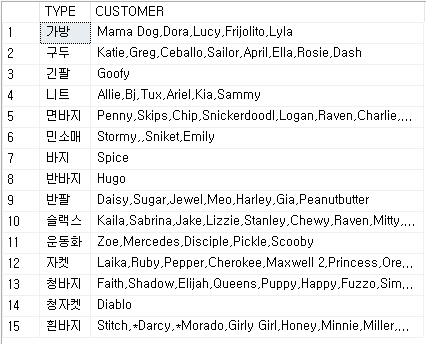 TYPE CUSTOMER
1 가방 Mama Dog,Dora,Lucy,Frijolito,Lyla
2 구두 Katie,Greg,Ceballo,Sailor,April,Ella,Rosie,Dash
3 긴팔 Goofy
4 니트 Allie,Bj,Tux,Ariel,Kia,Sammy
5 면바지 Penny,Skips,Chip,Snickerdoodl,Logan,Raven,Charlie,...
6 민소매 Stormy,,Sniket,Emily
7 바지 Spice
8 반바지 Hugo
9 반팔 Daisy,Sugar,Jewel,Meo,Harley,Gia,Peanutbutter
10 슬랙스 Kaila,Sabrina,Jake,Lizzie,Stanley,Chewy,Raven,Mitty,...
11 운동화 Zoe,Mercedes,Disciple,Pickle,Scooby
12 자켓 Laika,Ruby,Pepper,Cherokee,Maxwell 2,Princess,Ore...
13 청바지 Faith,Shadow,Elijah,Queens,Puppy,Happy,Fuzzo,Sim...
14 청자켓 Diablo
15 흰바지 Stitch,*Darcy,*Morado,Girly Girl,Honey,Minnie,Miller,...